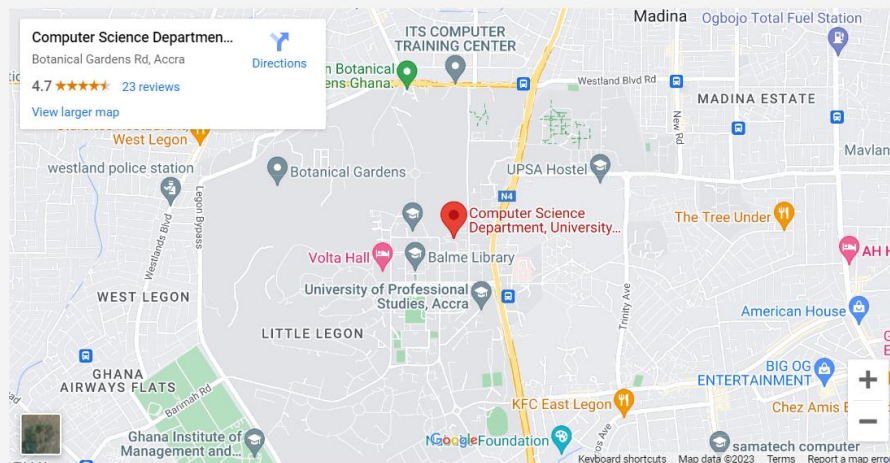 Computer Science Departmen...
Botanical Gardens Rd, Accra
Directions
4.7
23 reviews
View larger map
ITS COMPUTER
TRAINING CENTER
Madina
Ogbojo Total Fuel Station
Botanical
Ghana.
Westland Blvd Rd
MADINA ESTATE
New Rd
West Legon
westland police station
Botanical Gardens
UPSA Hostel
Mavlan
N4
Legon Bypass
Westlands Blvd
Computer Science
Department, University...
The Tree Under
Volta Hall
Balme Library
AH H
University of Professional
Studies, Accra
WEST LEGON
Trinity Ave
American House
LITTLE LEGON
GHANA
AIRWAYS FLATS
BIG OG
ENTERTAINMENT
KFC East Legon
Chez Amis
Ghana Institute of
Management and...
Google
Foundation
samatech computer
Keyboard shortcuts
Map data ©2023
Terms
Report a map error